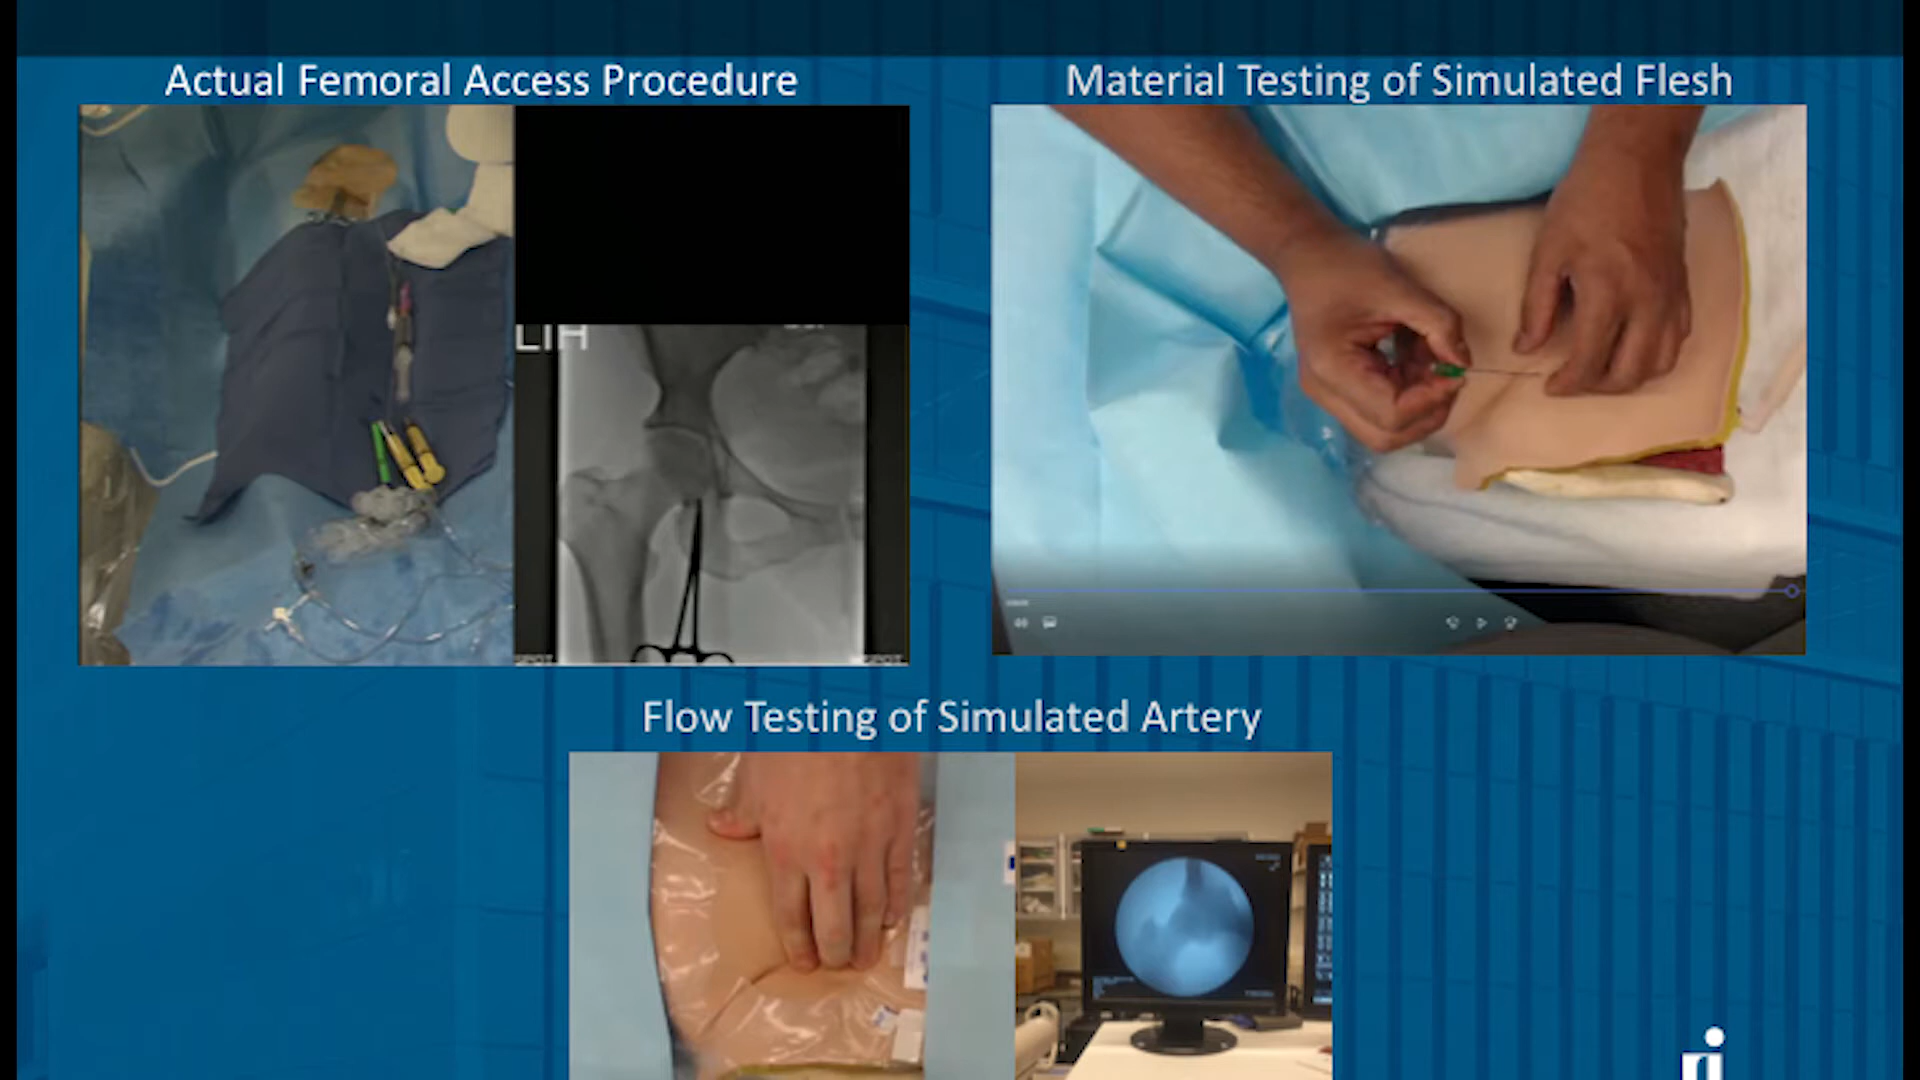 Actual Femoral Access Procedure
Material Testing of Simulated Flesh
LIH
Flow Testing of Simulated Artery